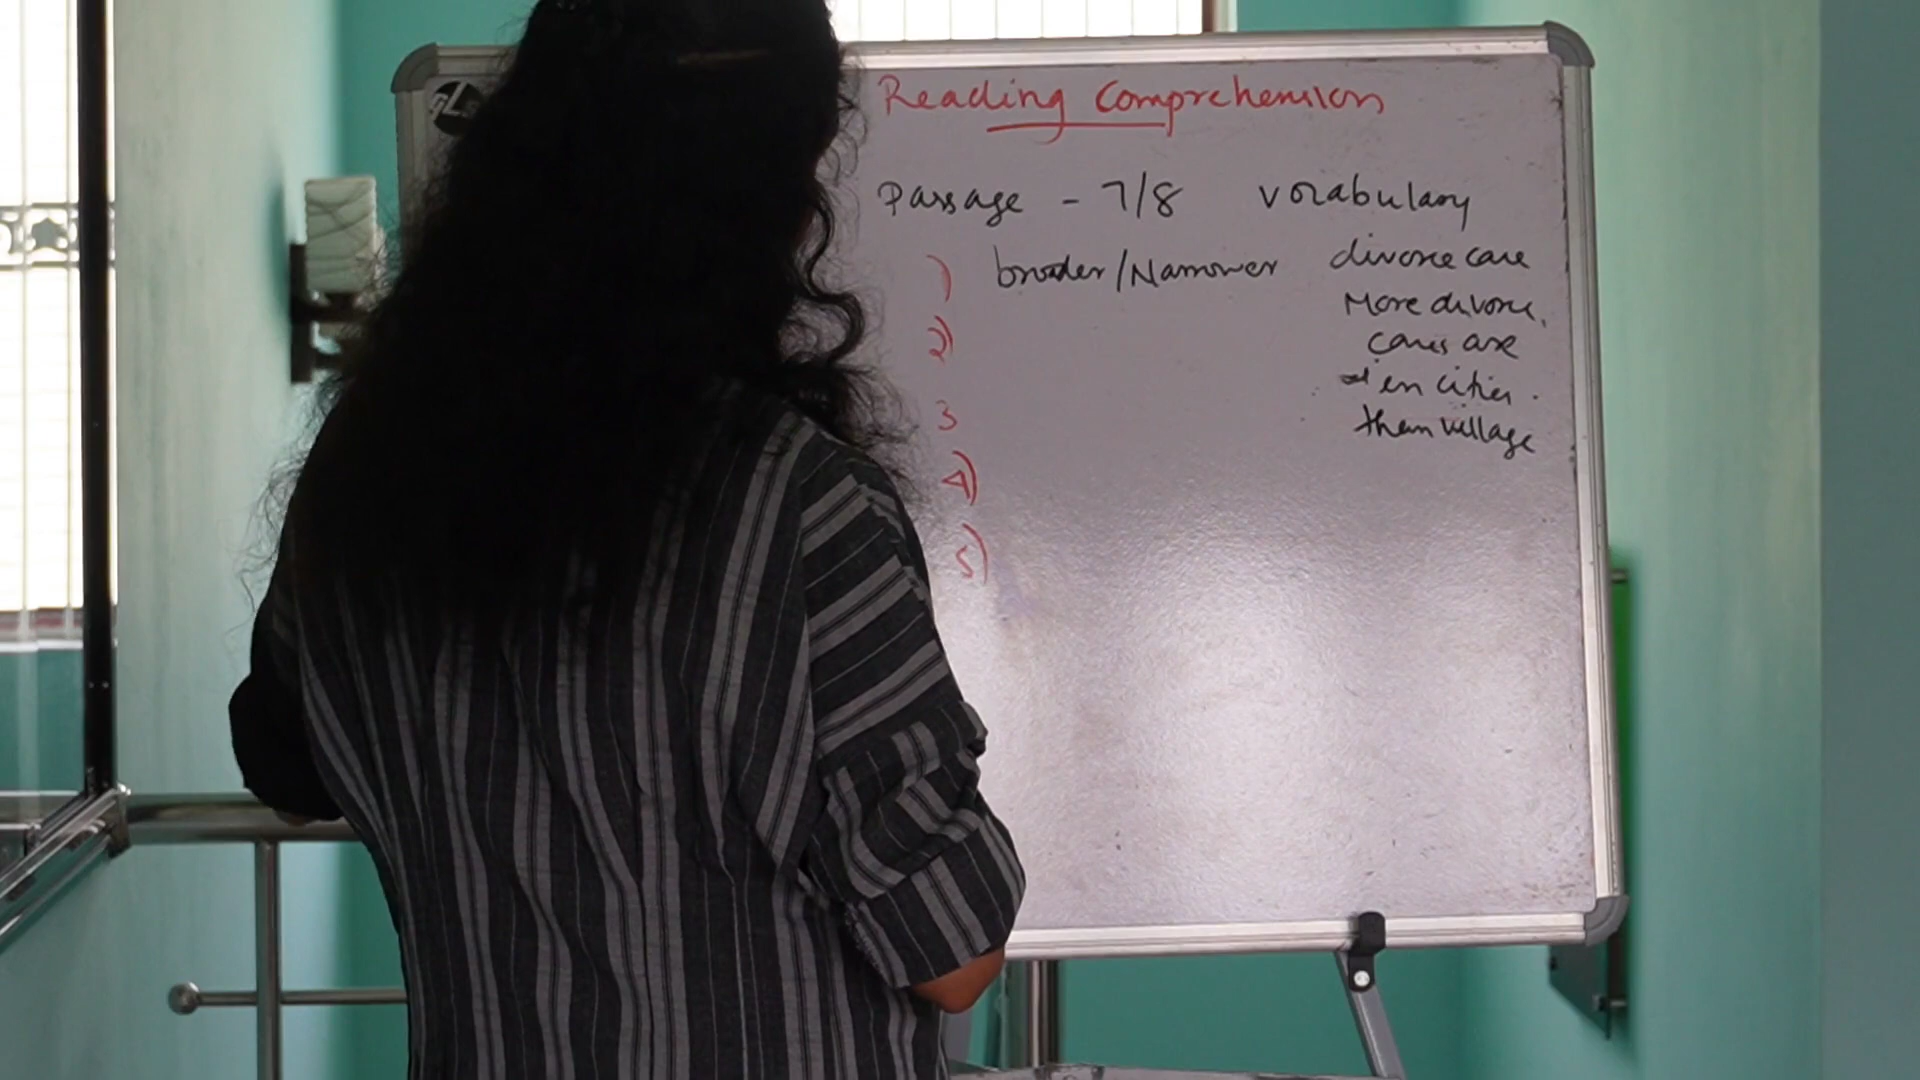 Reading Comprehension
Passage - 7/8 vocabulary
1) broader/Narrower
2)
3
4)
5)
divorce case
More divorce
cases are
in cities
than village